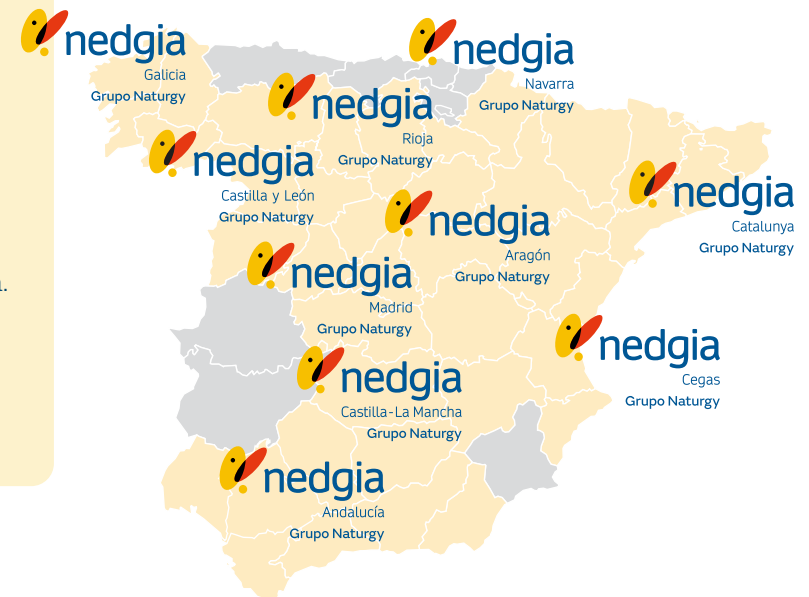 nedgia
Galicia
Grupo Naturgy
nedgia
Navarra
Grupo Naturgy
nedgia
Rioja
Grupo Naturgy
nedgia
Castilla y León
Grupo Naturgy
nedgia
Catalunya
Grupo Naturgy
nedgia
Aragón
Grupo Naturgy
nedgia
Madrid
Grupo Naturgy
nedgia
Cegas
Grupo Naturgy
nedgia
Castilla-La Mancha
Grupo Naturgy
nedgia
Andalucía
Grupo Naturgy